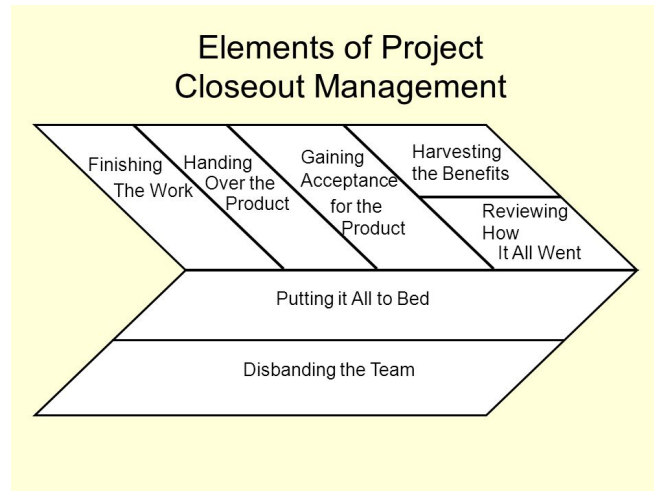 Elements of Project
Closeout Management
Finishing
The Work
Handing
Over the
Product
Gaining
Acceptance
for the
Product
Harvesting
the Benefits
Reviewing
How
It All Went
Putting it All to Bed
Disbanding the Team